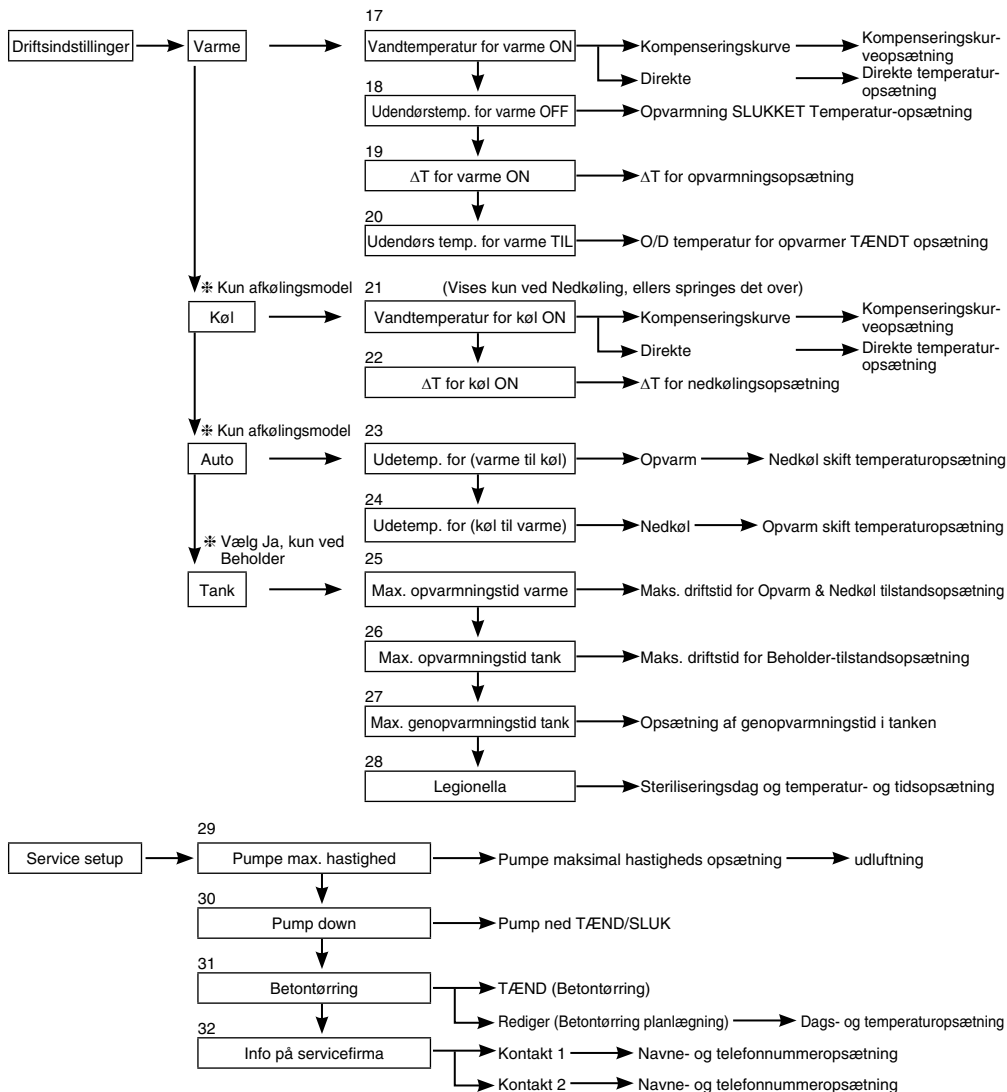 17
Driftsindstillinger Varme Vandtemperatur for varme ON Kompenseringskurve Kompenseringskur-
veopsætning
Direkte Direkte temperatur-
opsætning
18
Udendørstemp. for varme OFF Opvarmning SLUKKET Temperatur-opsætning
19
ΔT for varme ON ΔT for opvarmningsopsætning
20
Udendørs temp. for varme TIL O/D temperatur for opvarmer TÆNDT opsætning
❈ Kun afkølingsmodel 21 (Vises kun ved Nedkøling, ellers springes det over)
Køl Vandtemperatur for køl ON Kompenseringskurve Kompenseringskur-
veopsætning
Direkte Direkte temperatur-
opsætning
22
ΔT for køl ON ΔT for nedkølingsopsætning
❈ Kun afkølingsmodel 23
Auto Udetemp. for (varme til køl) Opvarm Nedkøl skift temperaturopsætning
24
Udetemp. for (køl til varme) Nedkøl Opvarm skift temperaturopsætning
❈ Vælg Ja, kun ved
Beholder
25
Tank Max. opvarmningstid varme Maks. driftstid for Opvarm & Nedkøl tilstandsopsætning
26
Max. opvarmningstid tank Maks. driftstid for Beholder-tilstandsopsætning
27
Max. genopvarmningstid tank Opsætning af genopvarmningstid i tanken
28
Legionella Steriliseringsdag og temperatur- og tidsopsætning
29
Service setup Pumpe max. hastighed Pumpe maksimal hastigheds opsætning udluftning
30
Pump down Pump ned TÆND/SLUK
31
Betontørring TÆND (Betontørring)
Rediger (Betontørring planlægning) Dags- og temperaturopsætning
32
Info på servicefirma Kontakt 1 Navne- og telefonnummeropsætning
Kontakt 2 Navne- og telefonnummeropsætning